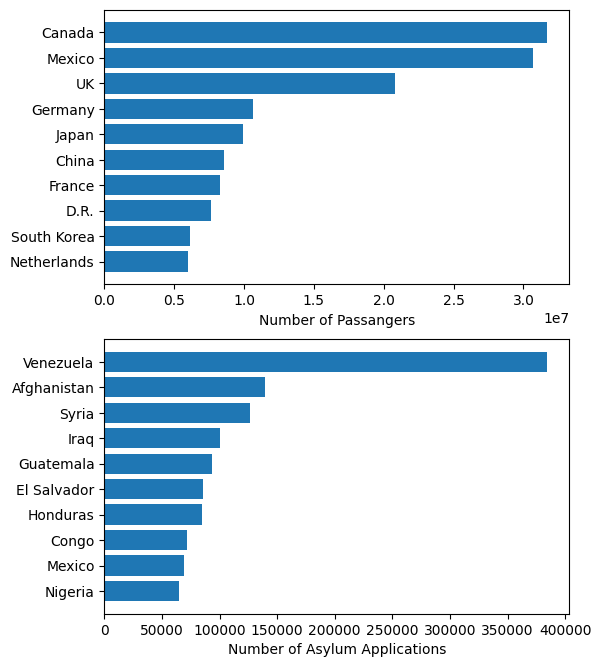 Canada
Mexico
UK
Germany
Japan
China
France
D.R.
South Korea
Netherlands
0.0 0.5 1.0 1.5 2.0 2.5 3.0
1e7
Number of Passangers
Venezuela
Afghanistan
Syria
Iraq
Guatemala
El Salvador
Honduras
Congo
Mexico
Nigeria
0 50000 100000 150000 200000 250000 300000 350000 400000
Number of Asylum Applications